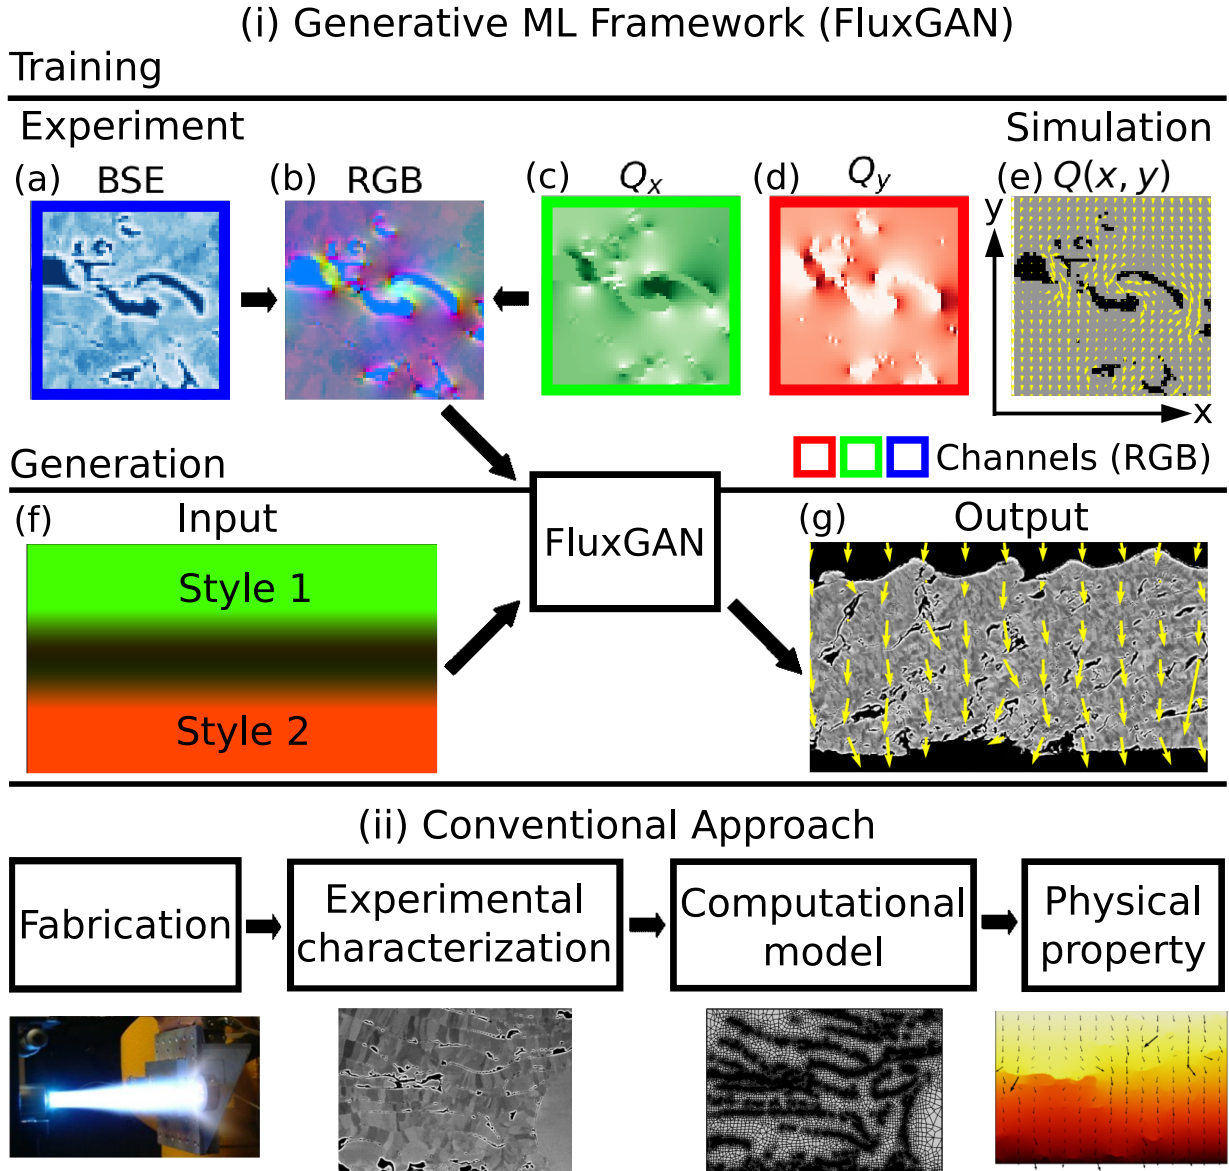 (i) Generative ML Framework (FluxGAN)
Training
Experiment
Simulation
(a) BSE
(b) RGB
(c) Qx
(d) Qy
(e) Q(x, y)
y
x
Channels (RGB)
Generation
(f) Input
Style 1
Style 2
FluxGAN
(g) Output
(ii) Conventional Approach
Fabrication
Experimental
characterization
Computational
model
Physical
property